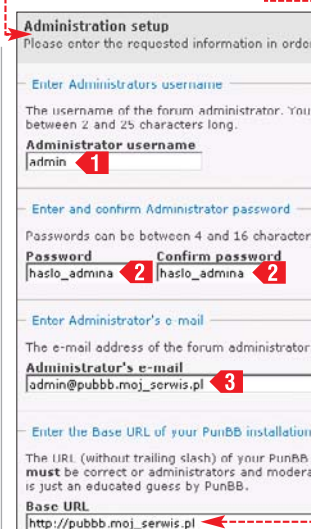 Administration setup
Please enter the requested information in order
Enter Administrators username
The username of the forum administrator. You
between 2 and 25 characters long.
Administrator username
admin 1
Enter and confirm Administrator password
Passwords can be between 4 and 16 character
Password Confirm password
haslo_admina 2 haslo_admina 2
Enter Administrator's e-mail
The e-mail address of the forum administrator
Administrator's e-mail
admin@pubbb.moj_serwis.pl 3
Enter the Base URL of your PunBB installation
The URL (without trailing slash) of your PunBB
must be correct or administrators and modera
is just an educated guess by PunBB.
Base URL
http://pubbb.moj_serwis.pl